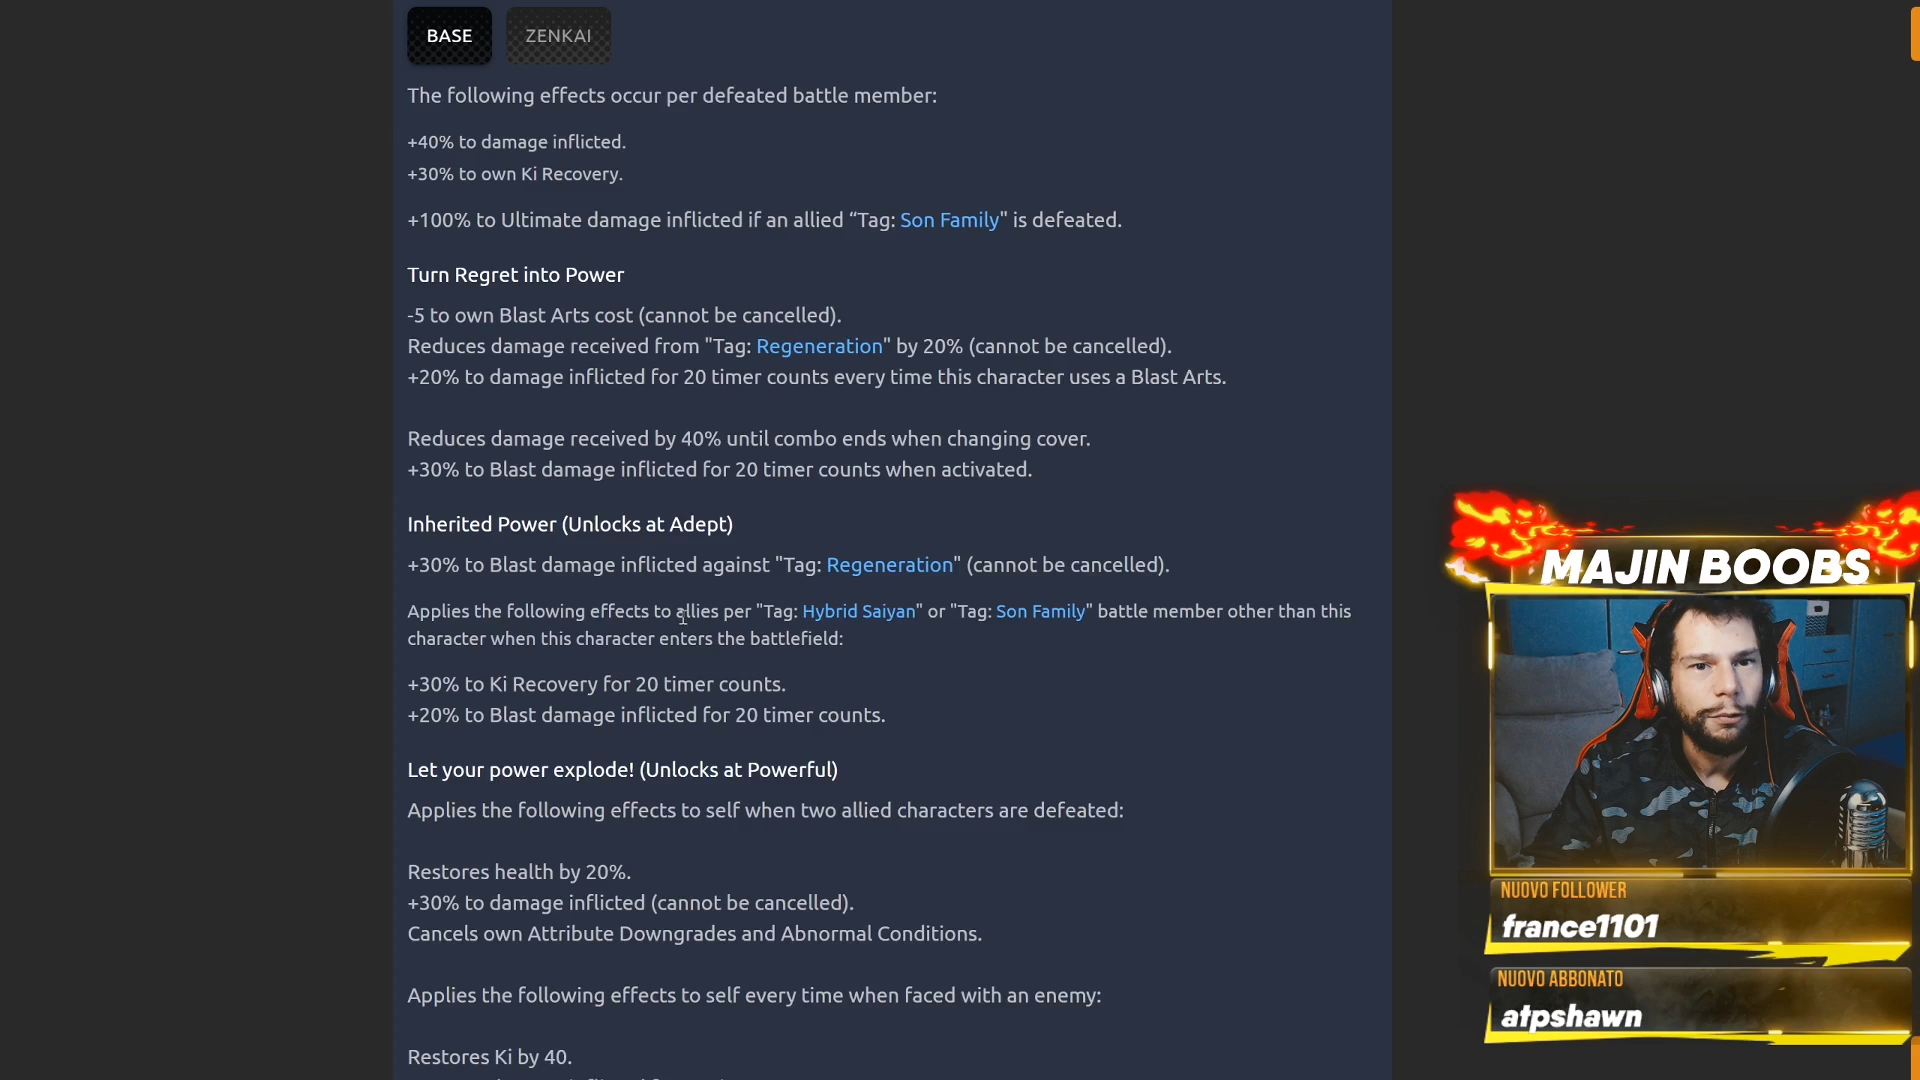 BASE
ZENKAI
The following effects occur per defeated battle member:
+40% to damage inflicted.
+30% to own Ki Recovery.
+100% to Ultimate damage inflicted if an allied “Tag: Son Family" is defeated.
Turn Regret into Power
-5 to own Blast Arts cost (cannot be cancelled).
Reduces damage received from "Tag: Regeneration" by 20% (cannot be cancelled).
+20% to damage inflicted for 20 timer counts every time this character uses a Blast Arts.
Reduces damage received by 40% until combo ends when changing cover.
+30% to Blast damage inflicted for 20 timer counts when activated.
Inherited Power (Unlocks at Adept)
+30% to Blast damage inflicted against "Tag: Regeneration" (cannot be cancelled).
Applies the following effects to allies per "Tag: Hybrid Saiyan" or "Tag: Son Family" battle member other than this
character when this character enters the battlefield:
+30% to Ki Recovery for 20 timer counts.
+20% to Blast damage inflicted for 20 timer counts.
Let your power explode! (Unlocks at Powerful)
Applies the following effects to self when two allied characters are defeated:
Restores health by 20%.
+30% to damage inflicted (cannot be cancelled).
Cancels own Attribute Downgrades and Abnormal Conditions.
Applies the following effects to self every time when faced with an enemy:
Restores Ki by 40.
MAJIN BOOBS
NUOVO FOLLOWER
france1101
NUOVO ABBONATO
atpshawn